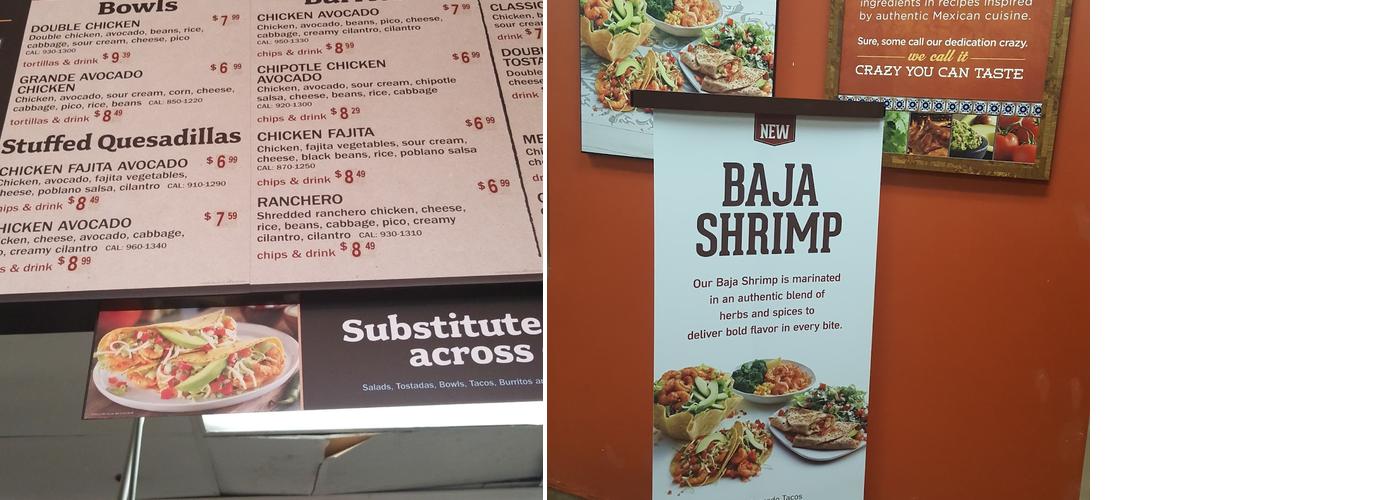 Bowls
DOUBLE CHICKEN $7.99
Double chicken, avocado, beans, rice,
cabbage, sour cream, cheese, pico
CAL: 930-1300
tortillas & drink $9.39
GRANDE AVOCADO $6.99
CHICKEN
Chicken, avocado, sour cream, corn, cheese,
cabbage, pico, rice, beans CAL: 850-1220
tortillas & drink $8.49
Stuffed Quesadillas
CHICKEN FAJITA AVOCADO $6.99
Chicken, avocado, fajita vegetables,
cheese, poblano salsa, cilantro CAL: 910-1290
chips & drink $8.49
CHICKEN AVOCADO $7.59
chicken, cheese, avocado, cabbage,
creamy cilantro CAL: 960-1340
& drink $8.99
CHICKEN AVOCADO $7.99
Chicken, avocado, beans, pico, cheese,
cabbage, creamy cilantro, cilantro
CAL: 950-1330
chips & drink $8.99
CHIPOTLE CHICKEN $6.99
AVOCADO
Chicken, avocado, sour cream, chipotle
salsa, cheese, beans, rice, cabbage
CAL: 920-1300
chips & drink $8.29
CHICKEN FAJITA $6.99
Chicken, fajita vegetables, sour cream,
cheese, black beans, rice, poblano salsa
CAL: 870-1250
chips & drink $8.49
RANCHERO $6.99
Shredded ranchero chicken, cheese,
rice, beans, cabbage, pico, creamy
cilantro, cilantro CAL: 930-1310
chips & drink $8.49
CLASSIC
drink $7
Double
Substitute
across
Salads, Tostadas, Bowls, Tacos, Burritos
ingredients in recipes inspired
by authentic Mexican cuisine.
Sure, some call our dedication crazy.
we call it
CRAZY YOU CAN TASTE
NEW
BAJA
SHRIMP
Our Baja Shrimp is marinated
in an authentic blend of
herbs and spices to
deliver bold flavor in every bite.
Tacos